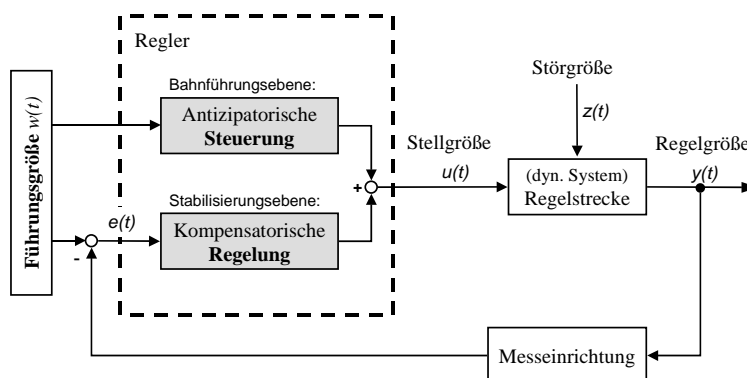 Regler
Führungsgröße w(t)
Bahnführungsebene:
Antizipatorische
Steuerung
Störgröße
z(t)
Stellgröße
u(t)
Regelgröße
y(t)
(dyn. System)
Regelstrecke
+
Stabilisierungsebene:
e(t)
Kompensatorische
Regelung
-
Messeinrichtung